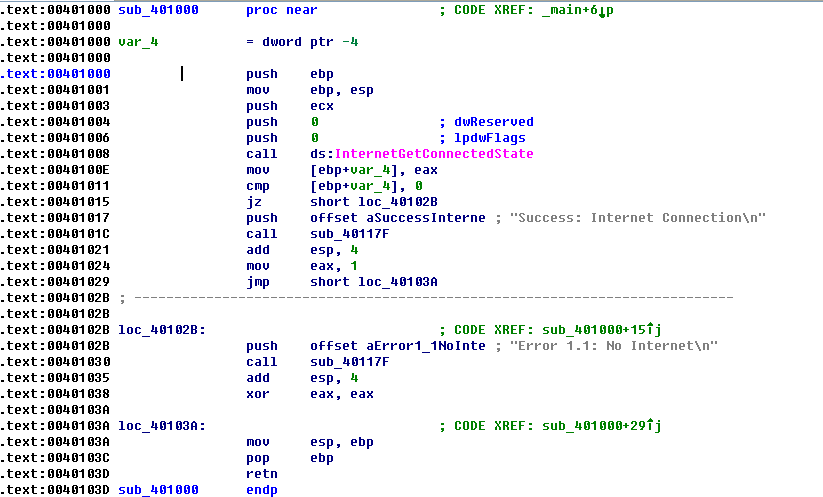 .text:00401000 sub_401000      proc near               ; CODE XREF: _main+6↓p
.text:00401000
.text:00401000 var_4           = dword ptr -4
.text:00401000
.text:00401000                 push    ebp
.text:00401001                 mov     ebp, esp
.text:00401003                 push    ecx
.text:00401004                 push    0               ; dwReserved
.text:00401006                 push    0               ; lpdwFlags
.text:00401008                 call    ds:InternetGetConnectedState
.text:0040100E                 mov     [ebp+var_4], eax
.text:00401011                 cmp     [ebp+var_4], 0
.text:00401015                 jz      short loc_40102B
.text:00401017                 push    offset aSuccessInterne ; "Success: Internet Connection\n"
.text:0040101C                 call    sub_40117F
.text:00401021                 add     esp, 4
.text:00401024                 mov     eax, 1
.text:00401029                 jmp     short loc_40103A
.text:0040102B ; ---------------------------------------------------------------------------
.text:0040102B
.text:0040102B loc_40102B:                             ; CODE XREF: sub_401000+15↑j
.text:0040102B                 push    offset aError1_1NoInte ; "Error 1.1: No Internet\n"
.text:00401030                 call    sub_40117F
.text:00401035                 add     esp, 4
.text:00401038                 xor     eax, eax
.text:0040103A
.text:0040103A loc_40103A:                             ; CODE XREF: sub_401000+29↑j
.text:0040103A                 mov     esp, ebp
.text:0040103C                 pop     ebp
.text:0040103D                 retn
.text:0040103D sub_401000      endp